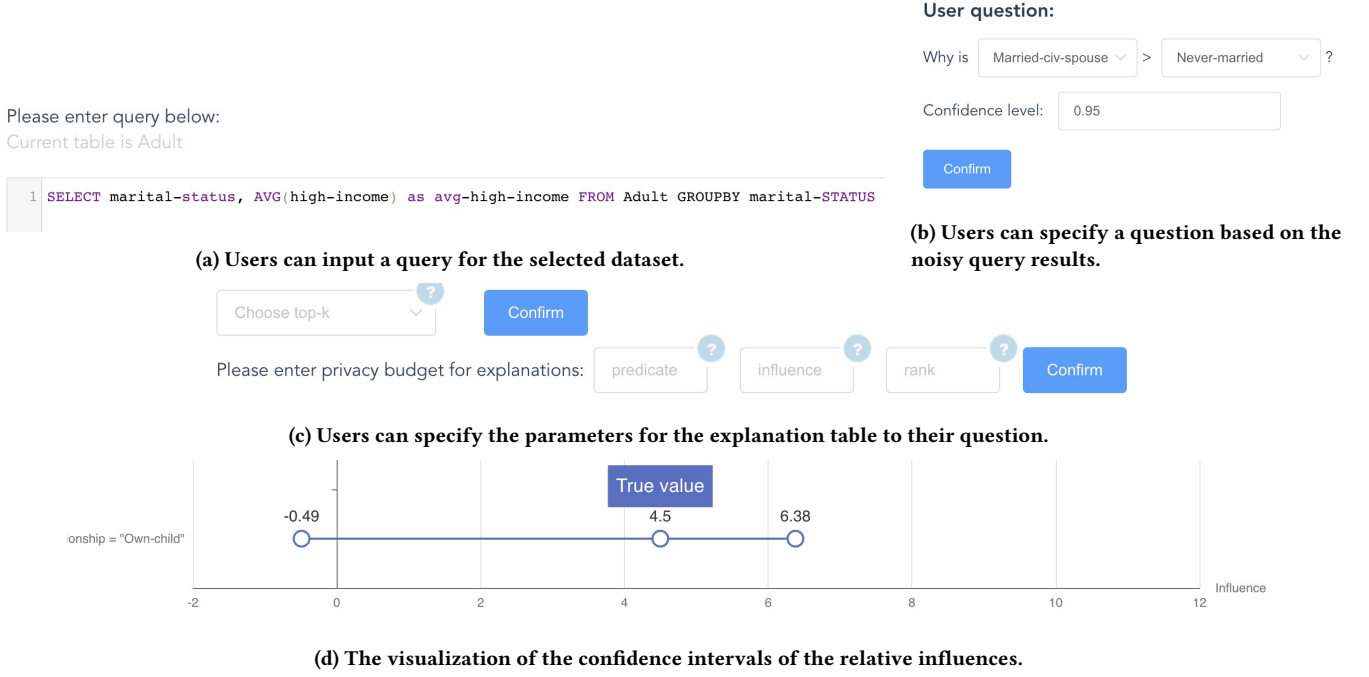 User question:
Why is Married-civ-spouse > Never-married ?
Confidence level: 0.95
Confirm
(b) Users can specify a question based on the
noisy query results.
Please enter query below:
Current table is Adult
1 SELECT marital-status, AVG(high-income) as avg-high-income FROM Adult GROUPBY marital-STATUS
(a) Users can input a query for the selected dataset.
Choose top-k ? Confirm
Please enter privacy budget for explanations: predicate ? influence ? rank ? Confirm
(c) Users can specify the parameters for the explanation table to their question.
True value
-0.49 4.5 6.38
onship = "Own-child"
Influence
-2 0 2 4 6 8 10 12
(d) The visualization of the confidence intervals of the relative influences.